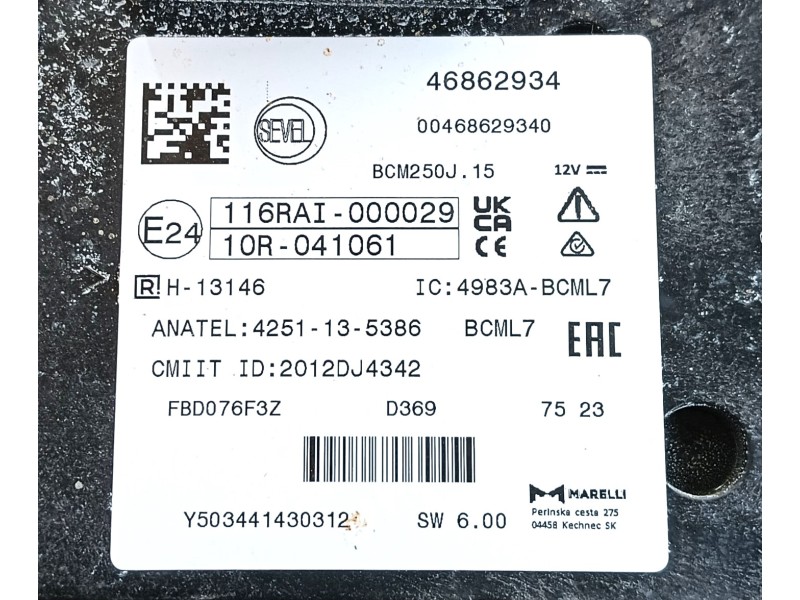 46862934
SEVEL
00468629340
BCM250J.15 12V
E24 116RAI-000029 UK CA
10R-041061 CE
R H-13146 IC:4983A-BCML7
ANATEL:4251-13-5386 BCML7 EAC
CMIIT ID:2012DJ4342
FBD076F3Z D369 75 23
MARELLI
Perinska cesta 275
Y503441430312 SW 6.00 04458 Kechnec SK